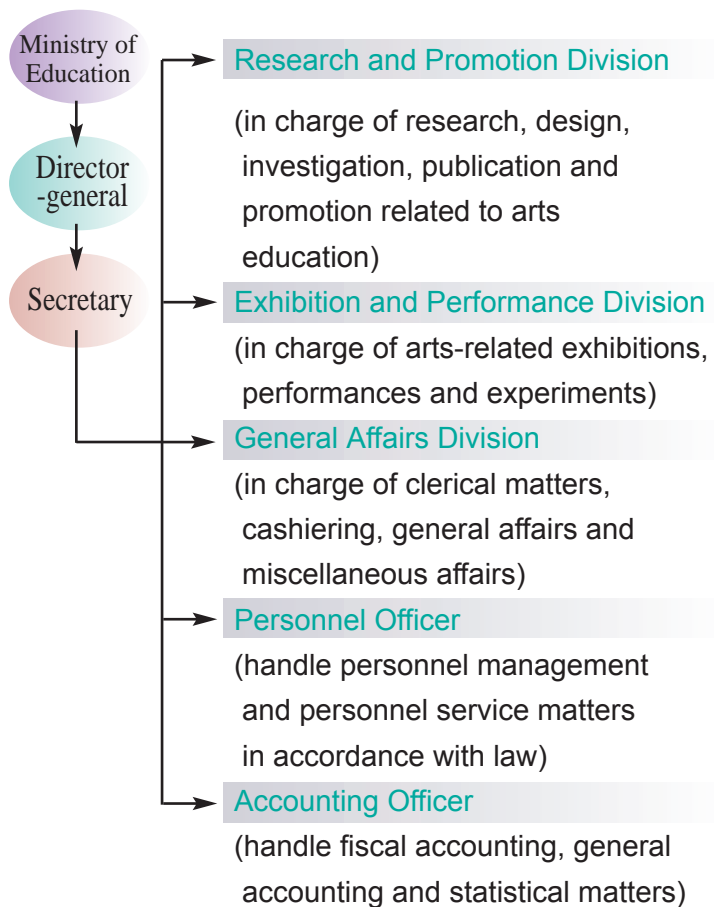 Ministry of
Education
Director
-general
Secretary
Research and Promotion Division
(in charge of research, design,
investigation, publication and
promotion related to arts
education)
Exhibition and Performance Division
(in charge of arts-related exhibitions,
performances and experiments)
General Affairs Division
(in charge of clerical matters,
cashiering, general affairs and
miscellaneous affairs)
Personnel Officer
(handle personnel management
and personnel service matters
in accordance with law)
Accounting Officer
(handle fiscal accounting, general
accounting and statistical matters)